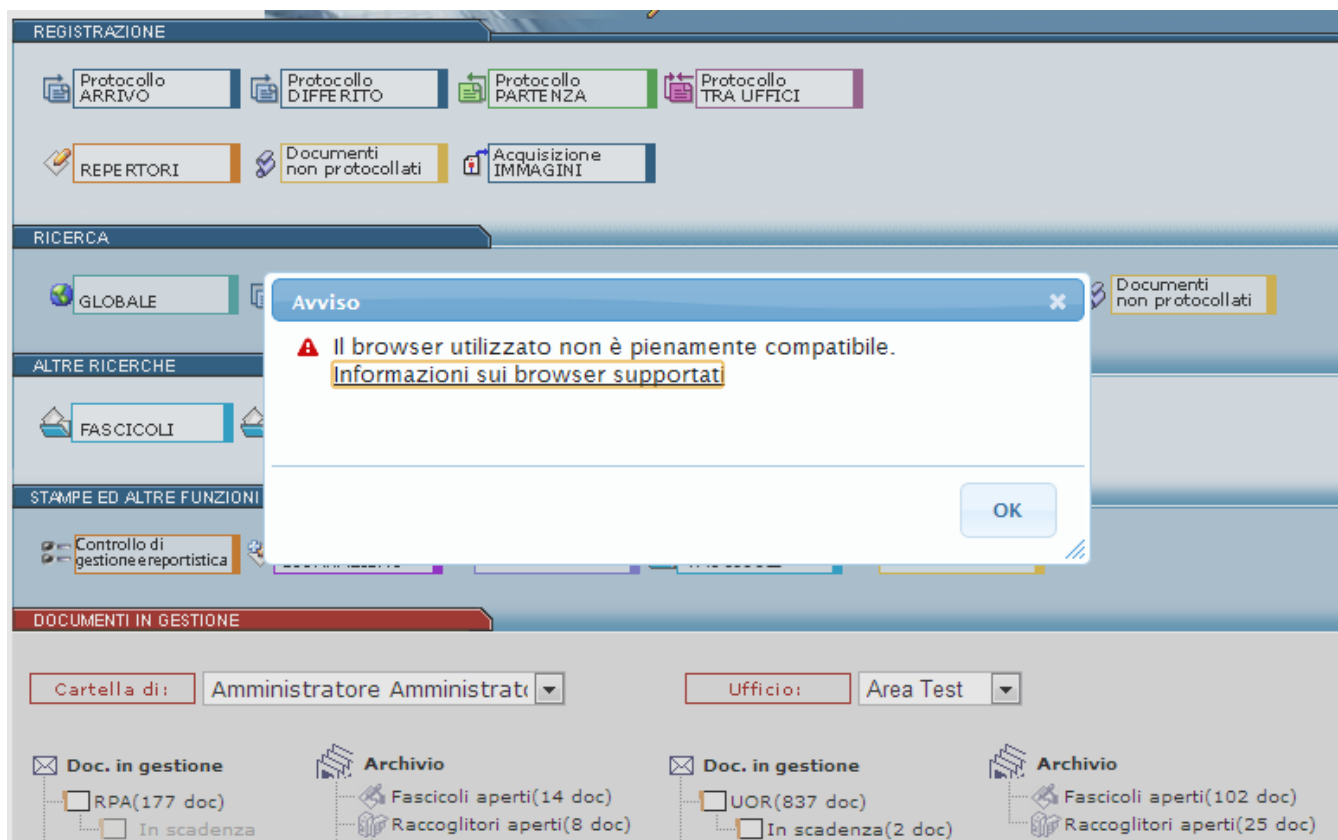 REGISTRAZIONE
Protocollo
ARRIVO
Protocollo
DIFFERITO
Protocollo
PARTENZA
Protocollo
TRA UFFICI
REPERTORI
Documenti
non protocollati
Acquisizione
IMMAGINI
RICERCA
GLOBALE
Documenti
non protocollati
Avviso
Il browser utilizzato non è pienamente compatibile.
Informazioni sui browser supportati
OK
ALTRE RICERCHE
FASCICOLI
STAMPE ED ALTRE FUNZIONI
Controllo di
gestione e reportistica
DOCUMENTI IN GESTIONE
Cartella di:
Amministratore
Ufficio:
Area Test
Doc. in gestione
Archivio
Doc. in gestione
Archivio
RPA(177 doc)
Fascicoli aperti(14 doc)
UOR(837 doc)
Fascicoli aperti(102 doc)
In scadenza
Raccoglitori aperti(8 doc)
In scadenza(2 doc)
Raccoglitori aperti(25 doc)